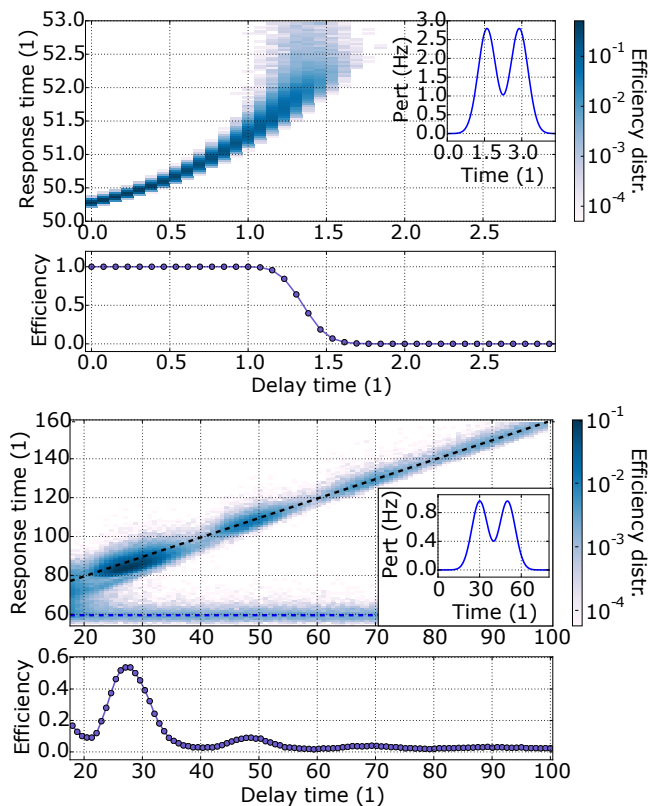 53.0
52.5
52.0
51.5
51.0
50.5
50.0
Response time (1)
0.0 0.5 1.0 1.5 2.0 2.5
3.0
2.5
2.0
1.5
1.0
0.5
0.0
Pert (Hz)
0.0 1.5 3.0
Time (1)
10⁻¹
10⁻²
10⁻³
10⁻⁴
Efficiency distr.
1.0
0.5
0.0
Efficiency
0.0 0.5 1.0 1.5 2.0 2.5
Delay time (1)
160
140
120
100
80
60
Response time (1)
20 30 40 50 60 70 80 90 100
0.8
0.4
0.0
Pert (Hz)
0 30 60
Time (1)
10⁻¹
10⁻²
10⁻³
10⁻⁴
Efficiency distr.
0.6
0.4
0.2
0.0
Efficiency
20 30 40 50 60 70 80 90 100
Delay time (1)